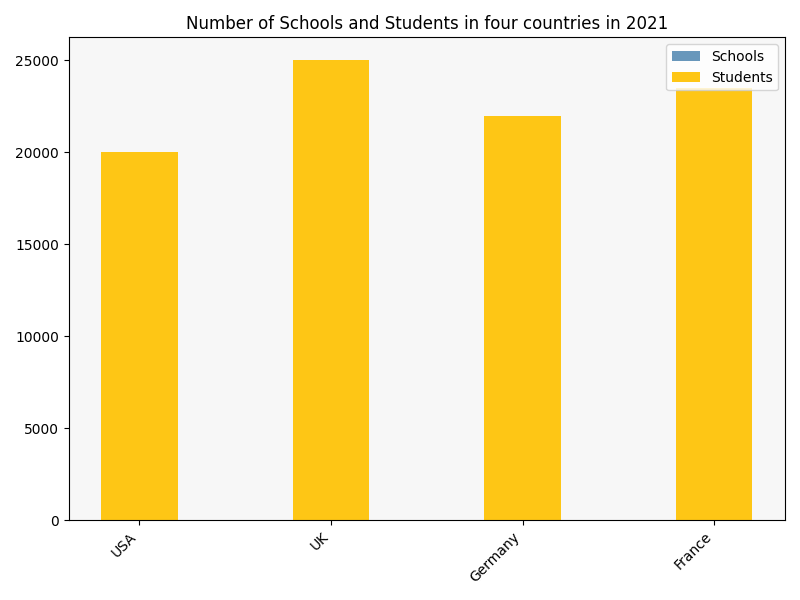 Number of Schools and Students in four countries in 2021
Schools
Students
25000
20000
15000
10000
5000
0
USA
UK
Germany
France